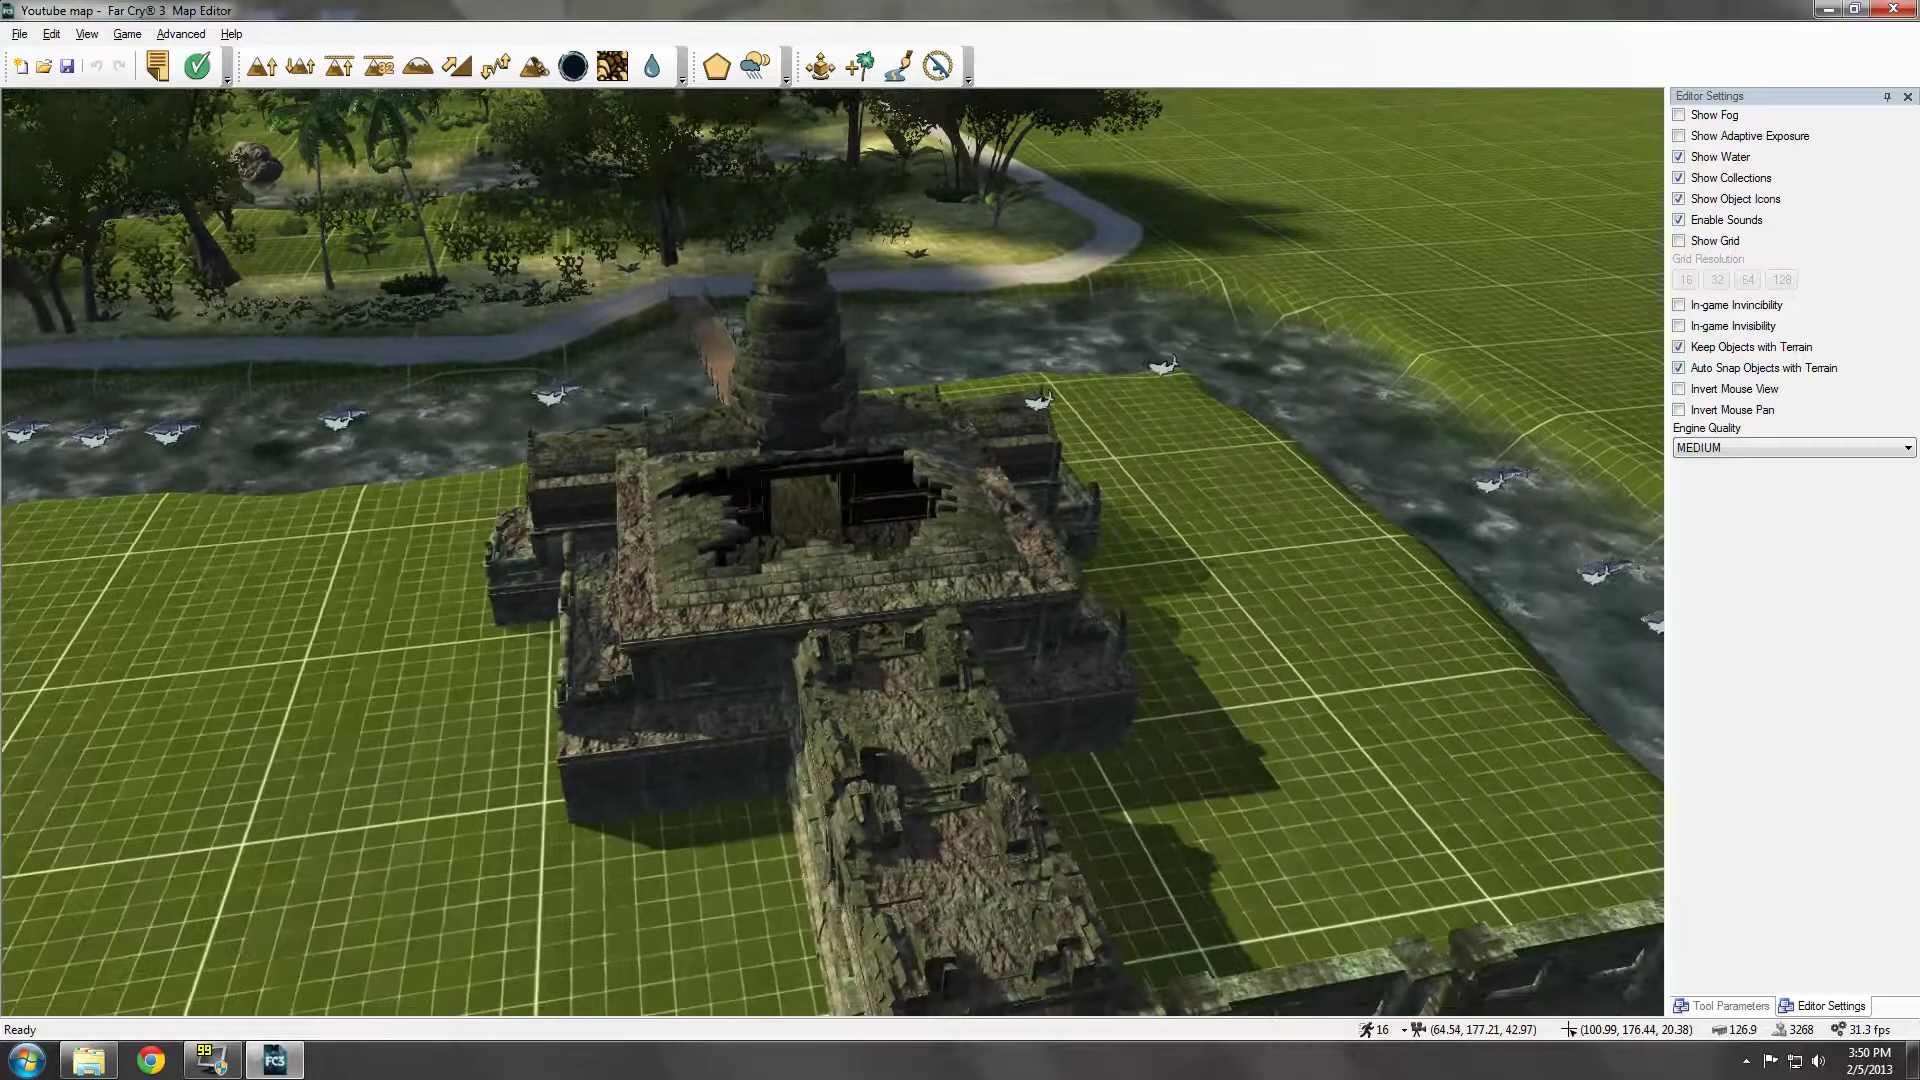 Youtube map - Far Cry® 3 Map Editor
File Edit View Game Advanced Help
32
Editor Settings
Show Fog
Show Adaptive Exposure
Show Water
Show Collections
Show Object Icons
Enable Sounds
Show Grid
Grid Resolution
16 32 64 128
In-game Invincibility
In-game Invisibility
Keep Objects with Terrain
Auto Snap Objects with Terrain
Invert Mouse View
Invert Mouse Pan
Engine Quality
MEDIUM
Tool Parameters Editor Settings
Ready 16 (64.54, 177.21, 42.97) (100.99, 176.44, 20.38) 126.9 3268 31.3 fps
99 FC3
3:50 PM
2/5/2013